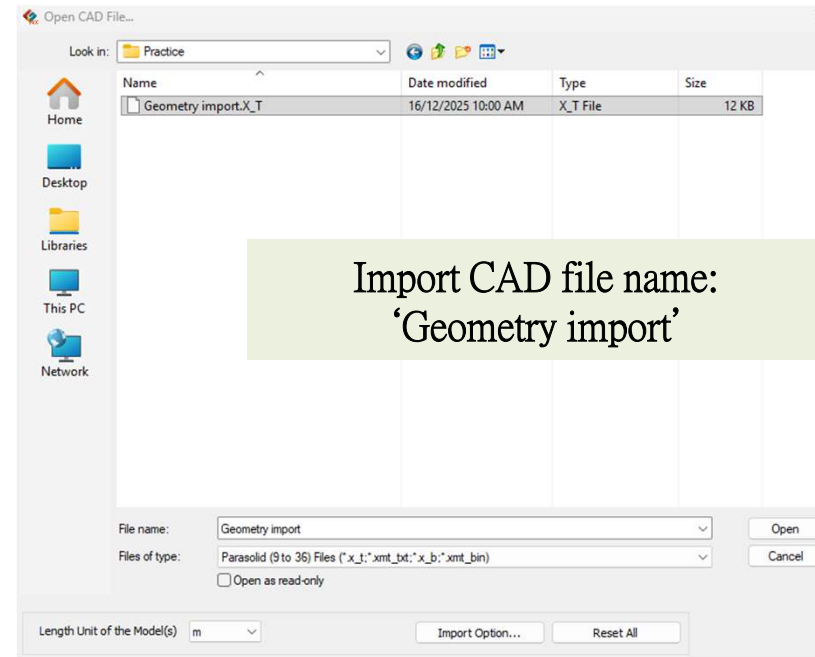 Open CAD File...
Look in: Practice
Name Date modified Type Size
Geometry import.X_T 16/12/2025 10:00 AM X_T File 12 KB
Home
Desktop
Libraries
This PC
Network
Import CAD file name:
‘Geometry import’
File name: Geometry import Open
Files of type: Parasolid (9 to 36) Files (*.x_t;*.xmt_txt;*.x_b;*.xmt_bin) Cancel
Open as read-only
Length Unit of the Model(s) m Import Option... Reset All